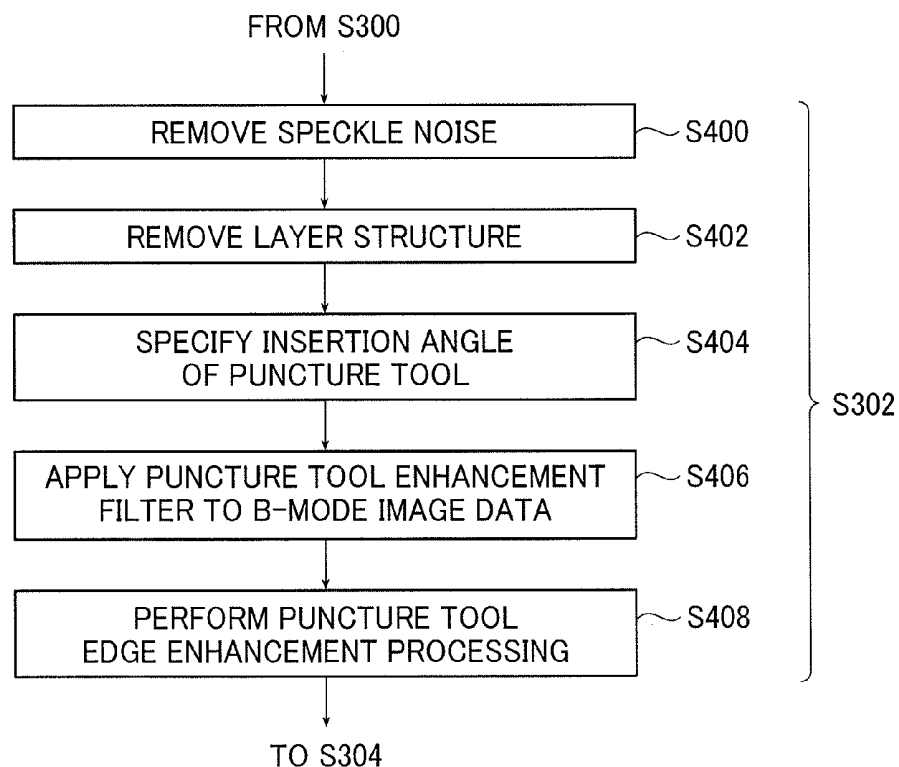 FROM S300
REMOVE SPECKLE NOISE
S400
REMOVE LAYER STRUCTURE
S402
SPECIFY INSERTION ANGLE
OF PUNCTURE TOOL
S404
S302
APPLY PUNCTURE TOOL ENHANCEMENT
FILTER TO B-MODE IMAGE DATA
S406
PERFORM PUNCTURE TOOL
EDGE ENHANCEMENT PROCESSING
S408
TO S304